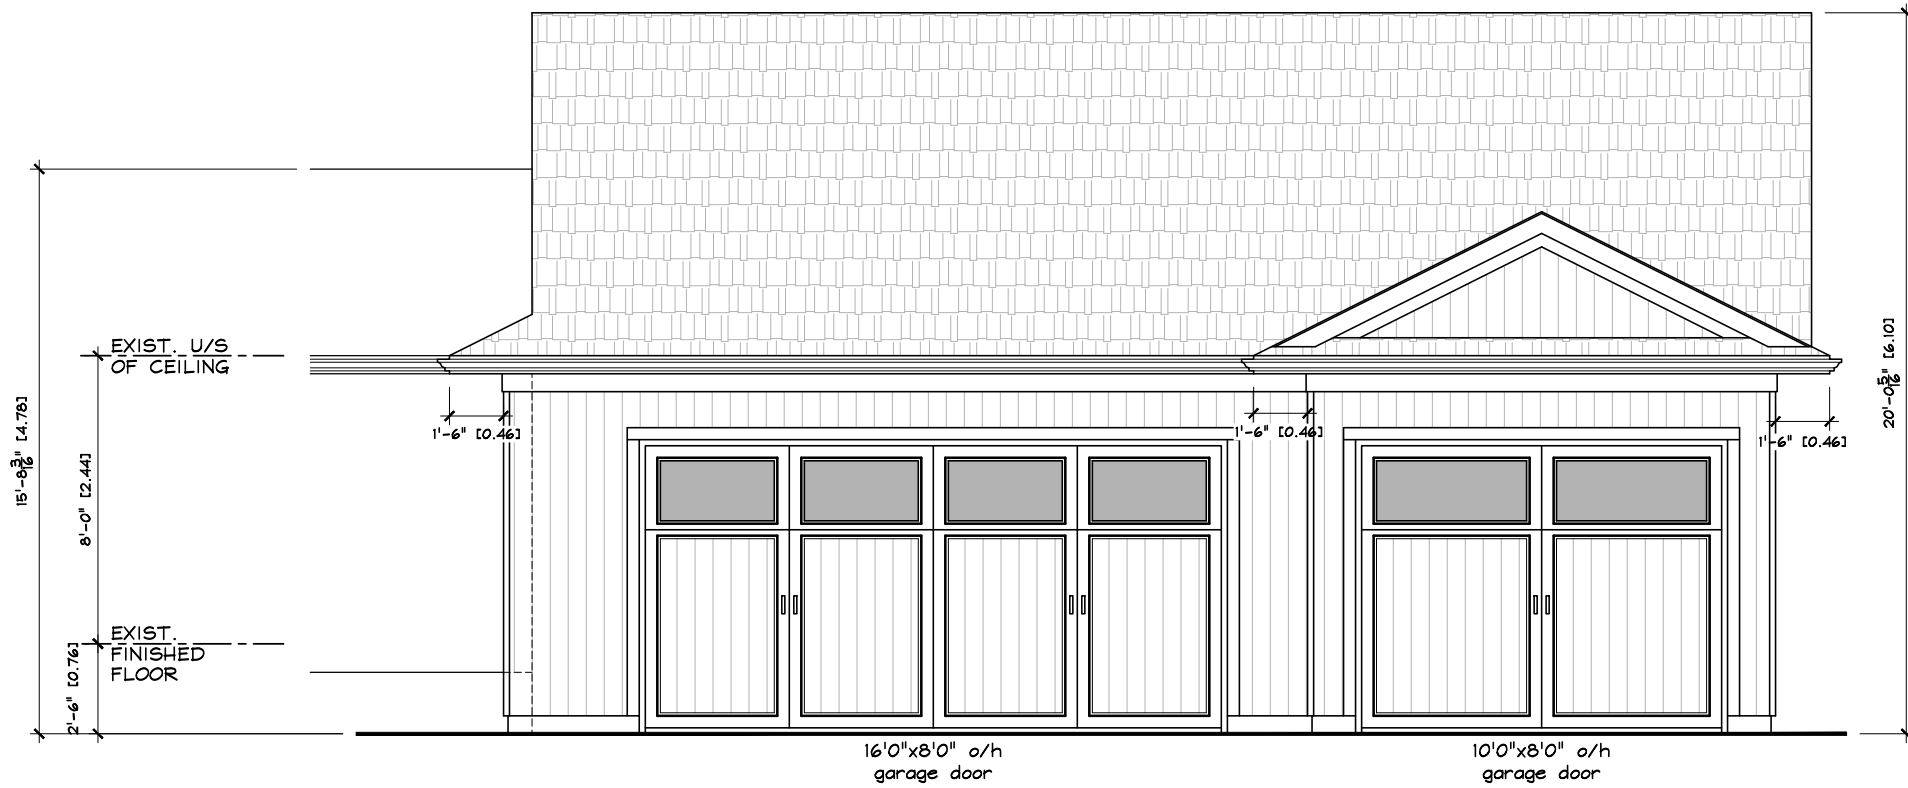 EXIST. U/S
OF CEILING
1'-6" [0.46]
1'-6" [0.46]
1'-6" [0.46]
20'-0 5/16" [6.10]
15'-8 3/16" [4.78]
8'-0" [2.44]
EXIST.
FINISHED
FLOOR
2'-6" [0.76]
16'0"x8'0" o/h
garage door
10'0"x8'0" o/h
garage door